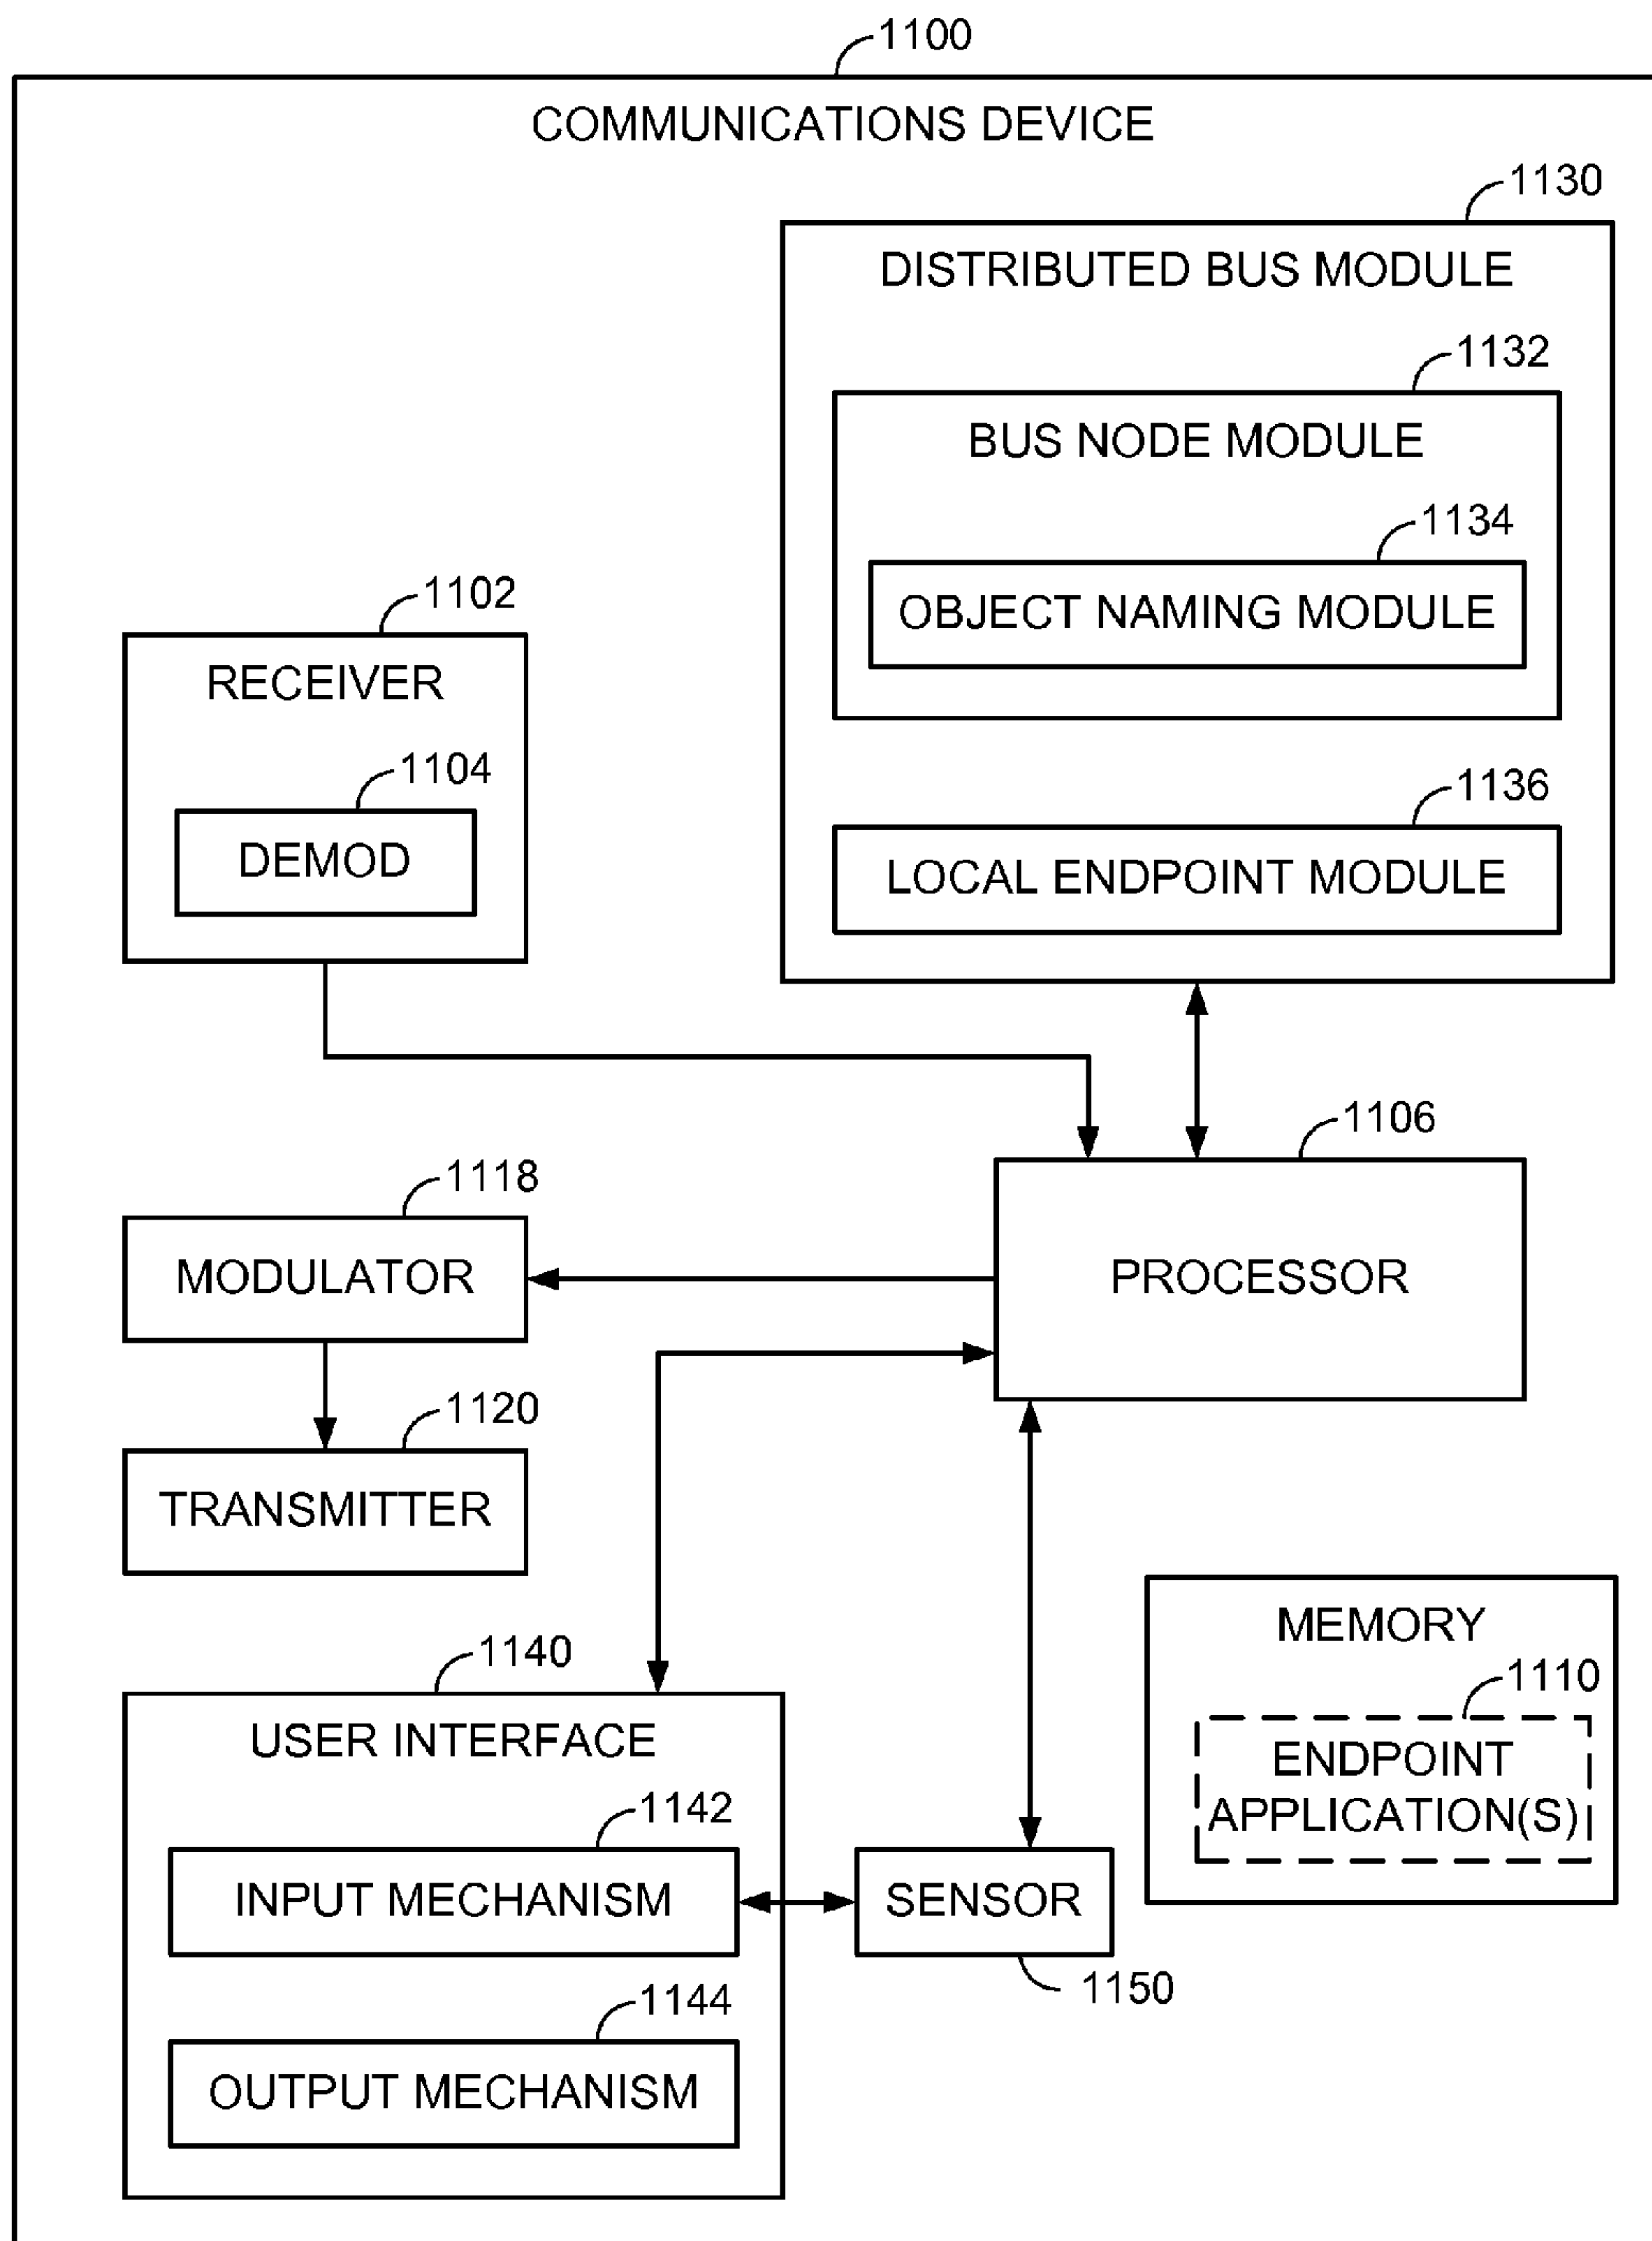 1100
COMMUNICATIONS DEVICE
1130
DISTRIBUTED BUS MODULE
1132
BUS NODE MODULE
1134
OBJECT NAMING MODULE
1136
LOCAL ENDPOINT MODULE
1102
RECEIVER
1104
DEMOD
1106
PROCESSOR
1118
MODULATOR
1120
TRANSMITTER
MEMORY
1110
ENDPOINT
APPLICATION(S)
1140
USER INTERFACE
1142
INPUT MECHANISM
SENSOR
1150
1144
OUTPUT MECHANISM